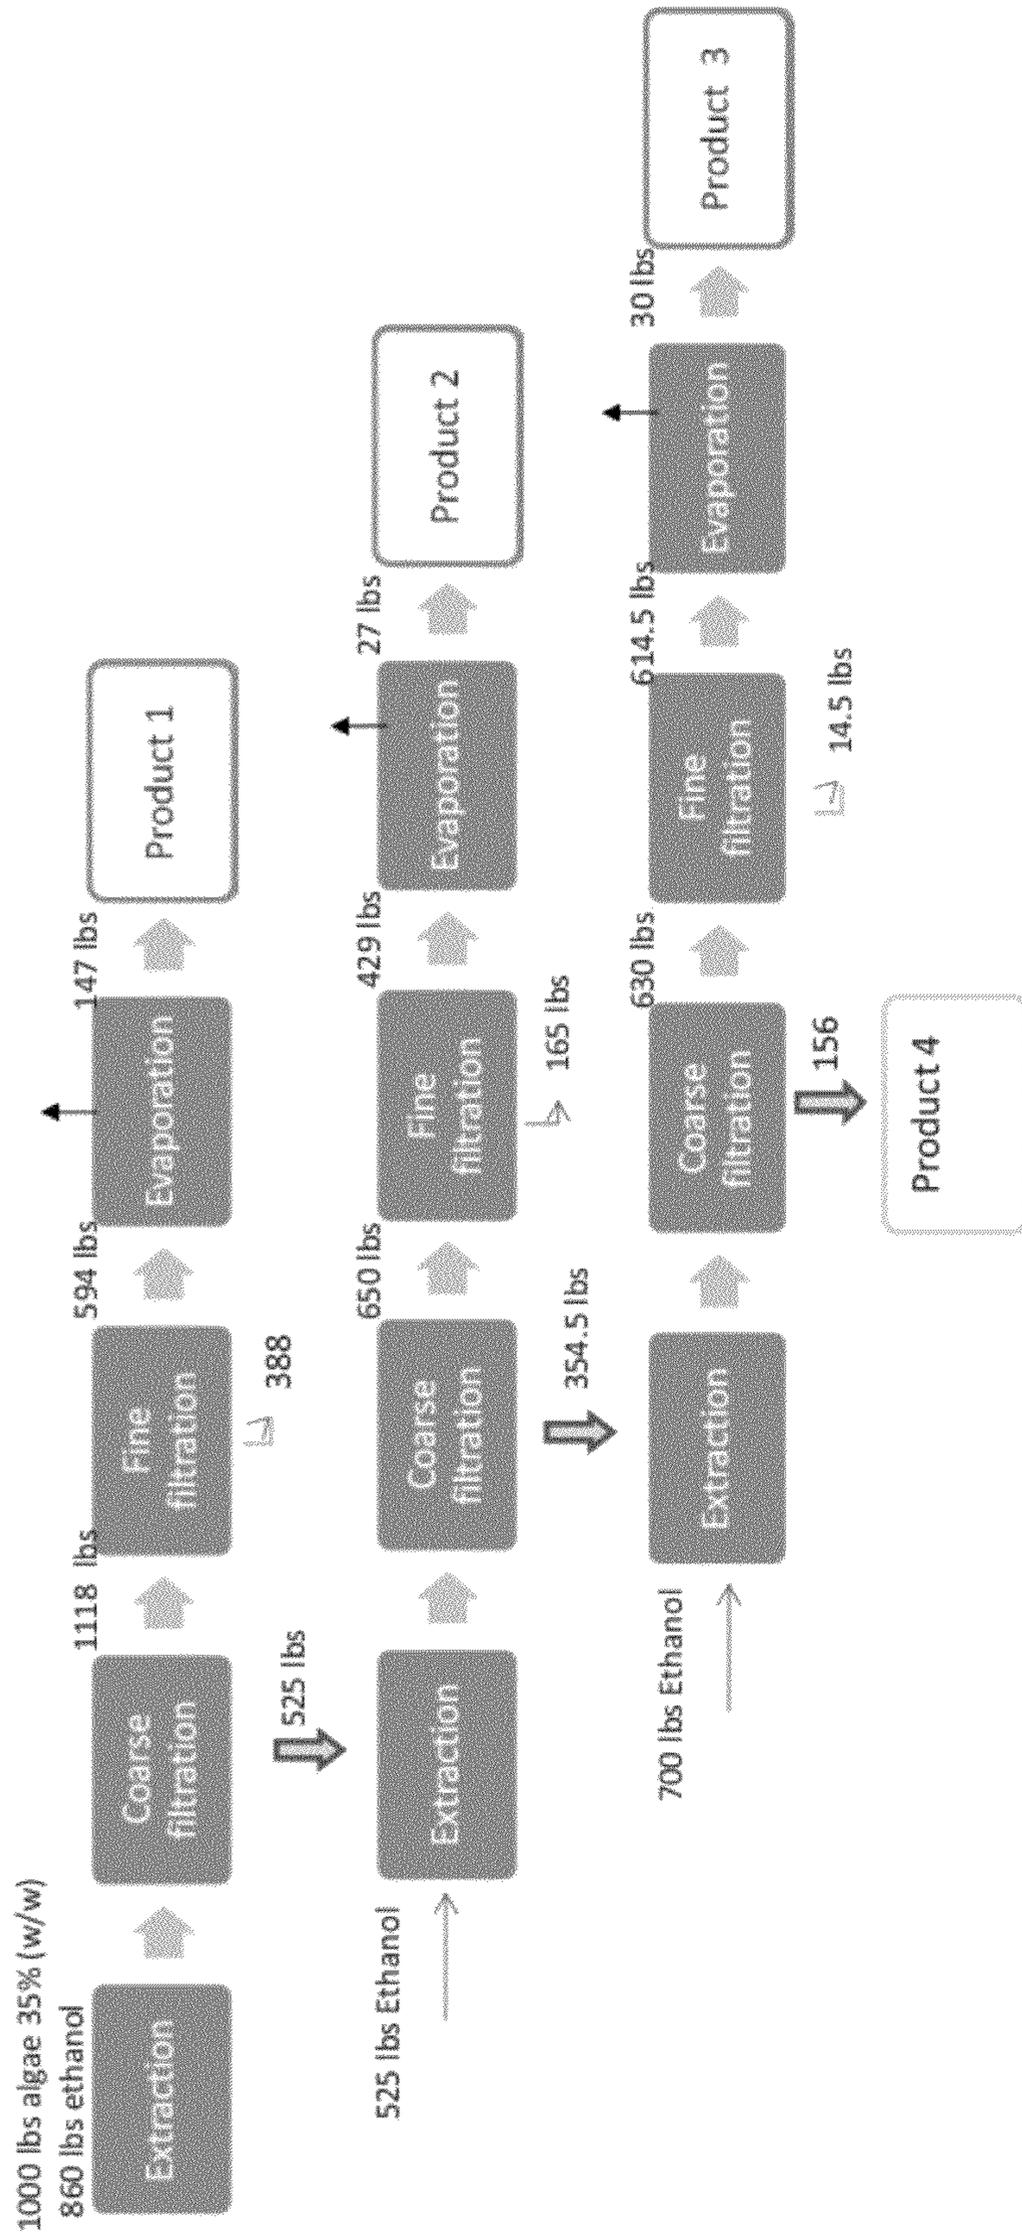 1000 lbs algae 35% (w/w)
860 lbs ethanol
Extraction
Coarse
filtration
1118 lbs
Fine
filtration
594 lbs
Evaporation
147 lbs
Product 1
525 lbs
388
525 lbs Ethanol
Extraction
Coarse
filtration
650 lbs
Fine
filtration
429 lbs
Evaporation
27 lbs
Product 2
354.5 lbs
165 lbs
700 lbs Ethanol
Extraction
Coarse
filtration
630 lbs
Fine
filtration
614.5 lbs
Evaporation
30 lbs
Product 3
156
14.5 lbs
Product 4